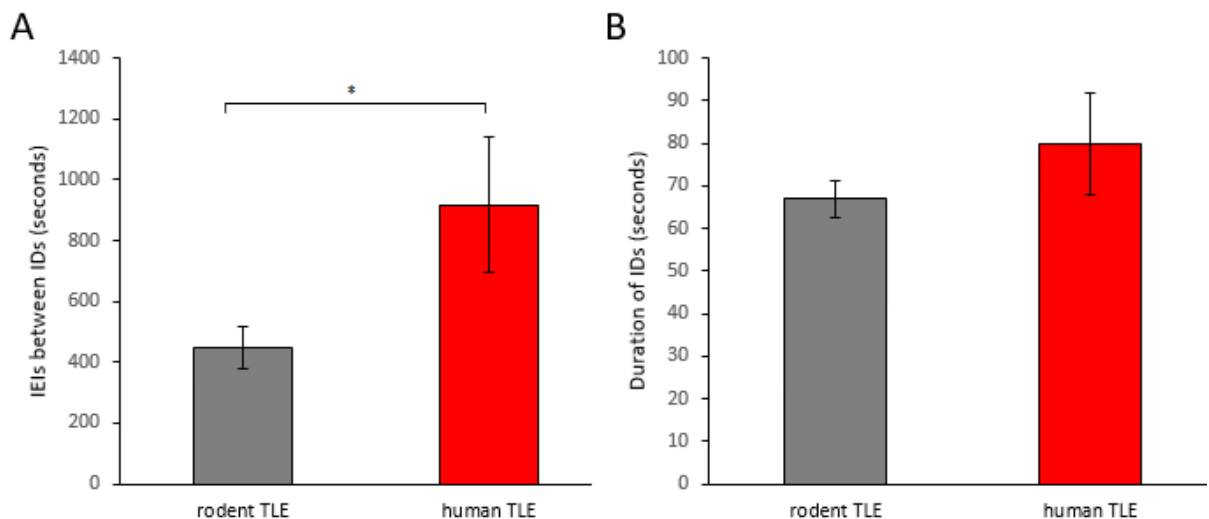 A
IEIs between IDs (seconds)
1400
1200
1000
800
600
400
200
0
*
rodent TLE
human TLE
B
Duration of IDs (seconds)
100
90
80
70
60
50
40
30
20
10
0
rodent TLE
human TLE